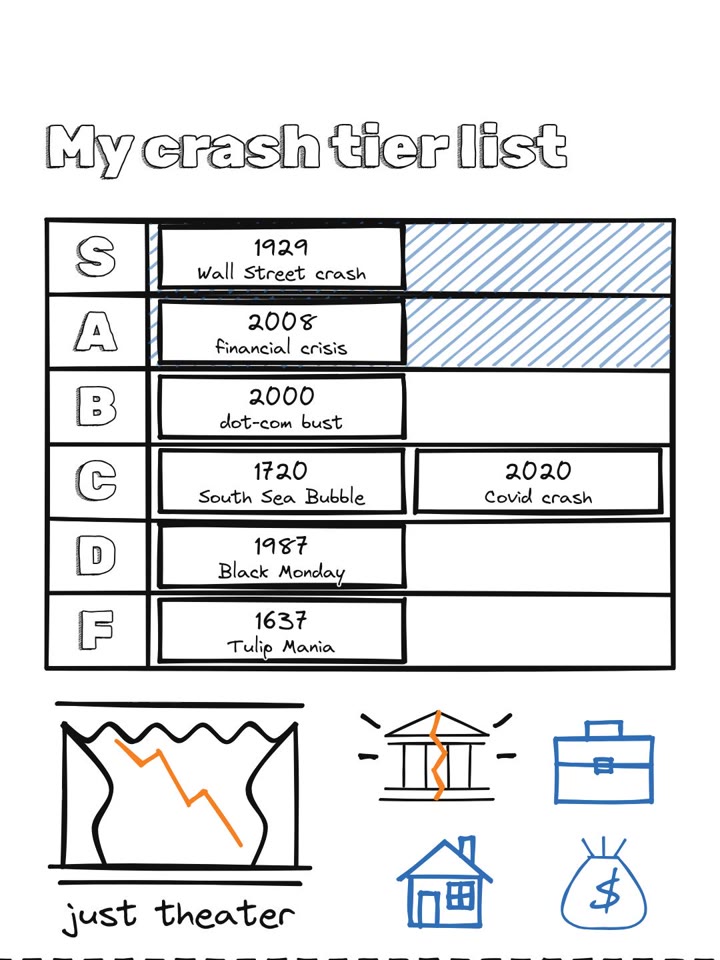 My crash tier list
S
1929
Wall Street crash
A
2008
financial crisis
B
2000
dot-com bust
C
1720
South Sea Bubble
2020
Covid crash
D
1987
Black Monday
F
1637
Tulip Mania
just theater
$